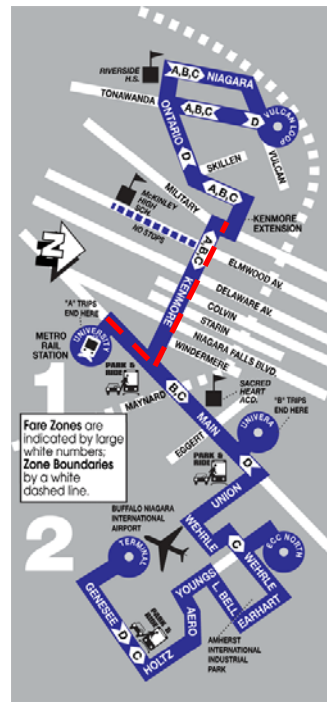 RIVERSIDE
H.S.
A,B,C
NIAGARA
TONAWANDA
A,B,C
D
VULCAN LOOP
ONTARIO
D
SKILLEN
VULCAN
MILITARY
A,B,C
McKINLEY
HIGH
SCH.
NO STOPS
KENMORE
EXTENSION
A,B,C
KENMORE
ELMWOOD AV.
DELAWARE AV.
COLVIN
STARIN
NIAGARA FALLS BLVD.
WINDERMERE
N
"A" TRIPS
END HERE
UNIVERSITY
METRO
RAIL
STATION
PARK &
RIDE
1
MAYNARD
B,C
MAIN
SACRED
HEART
ACD.
UNIVERA
"B" TRIPS
END HERE
Fare Zones are
indicated by large
white numbers;
Zone Boundaries
by a white
dashed line.
EGGERT
PARK &
RIDE
D
UNION
2
BUFFALO NIAGARA
INTERNATIONAL
AIRPORT
TERMINAL
WEHRLE
C
WEHRLE
ECC NORTH
YOUNGS
L. BELL
EARHART
GENESEE
D
C
PARK &
RIDE
HOLTZ
AERO
AMHERST
INTERNATIONAL
INDUSTRIAL
PARK